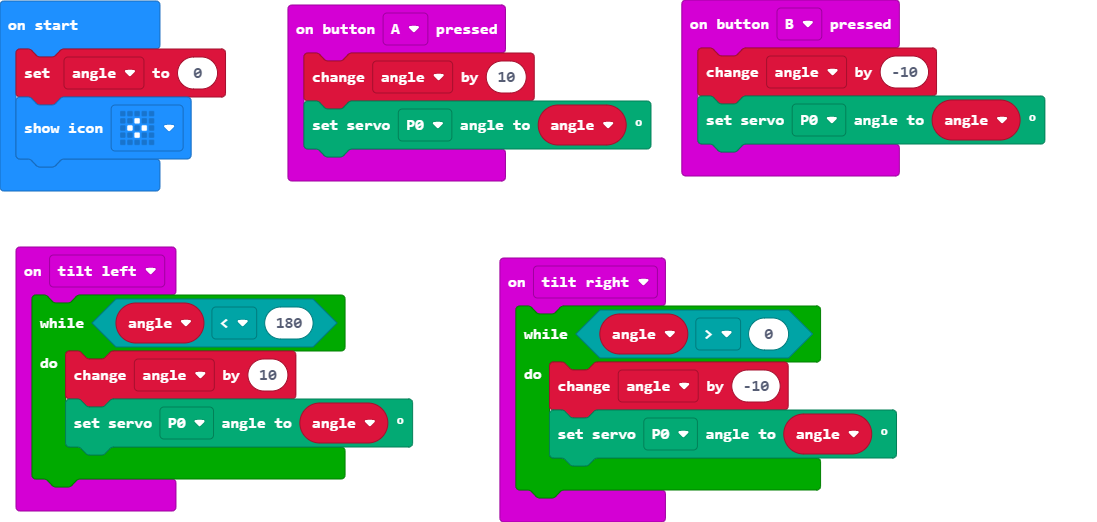 on start
set angle to 0
show icon
on button A pressed
change angle by 10
set servo P0 angle to angle °
on button B pressed
change angle by -10
set servo P0 angle to angle °
on tilt left
while angle < 180
do
change angle by 10
set servo P0 angle to angle °
on tilt right
while angle > 0
do
change angle by -10
set servo P0 angle to angle °